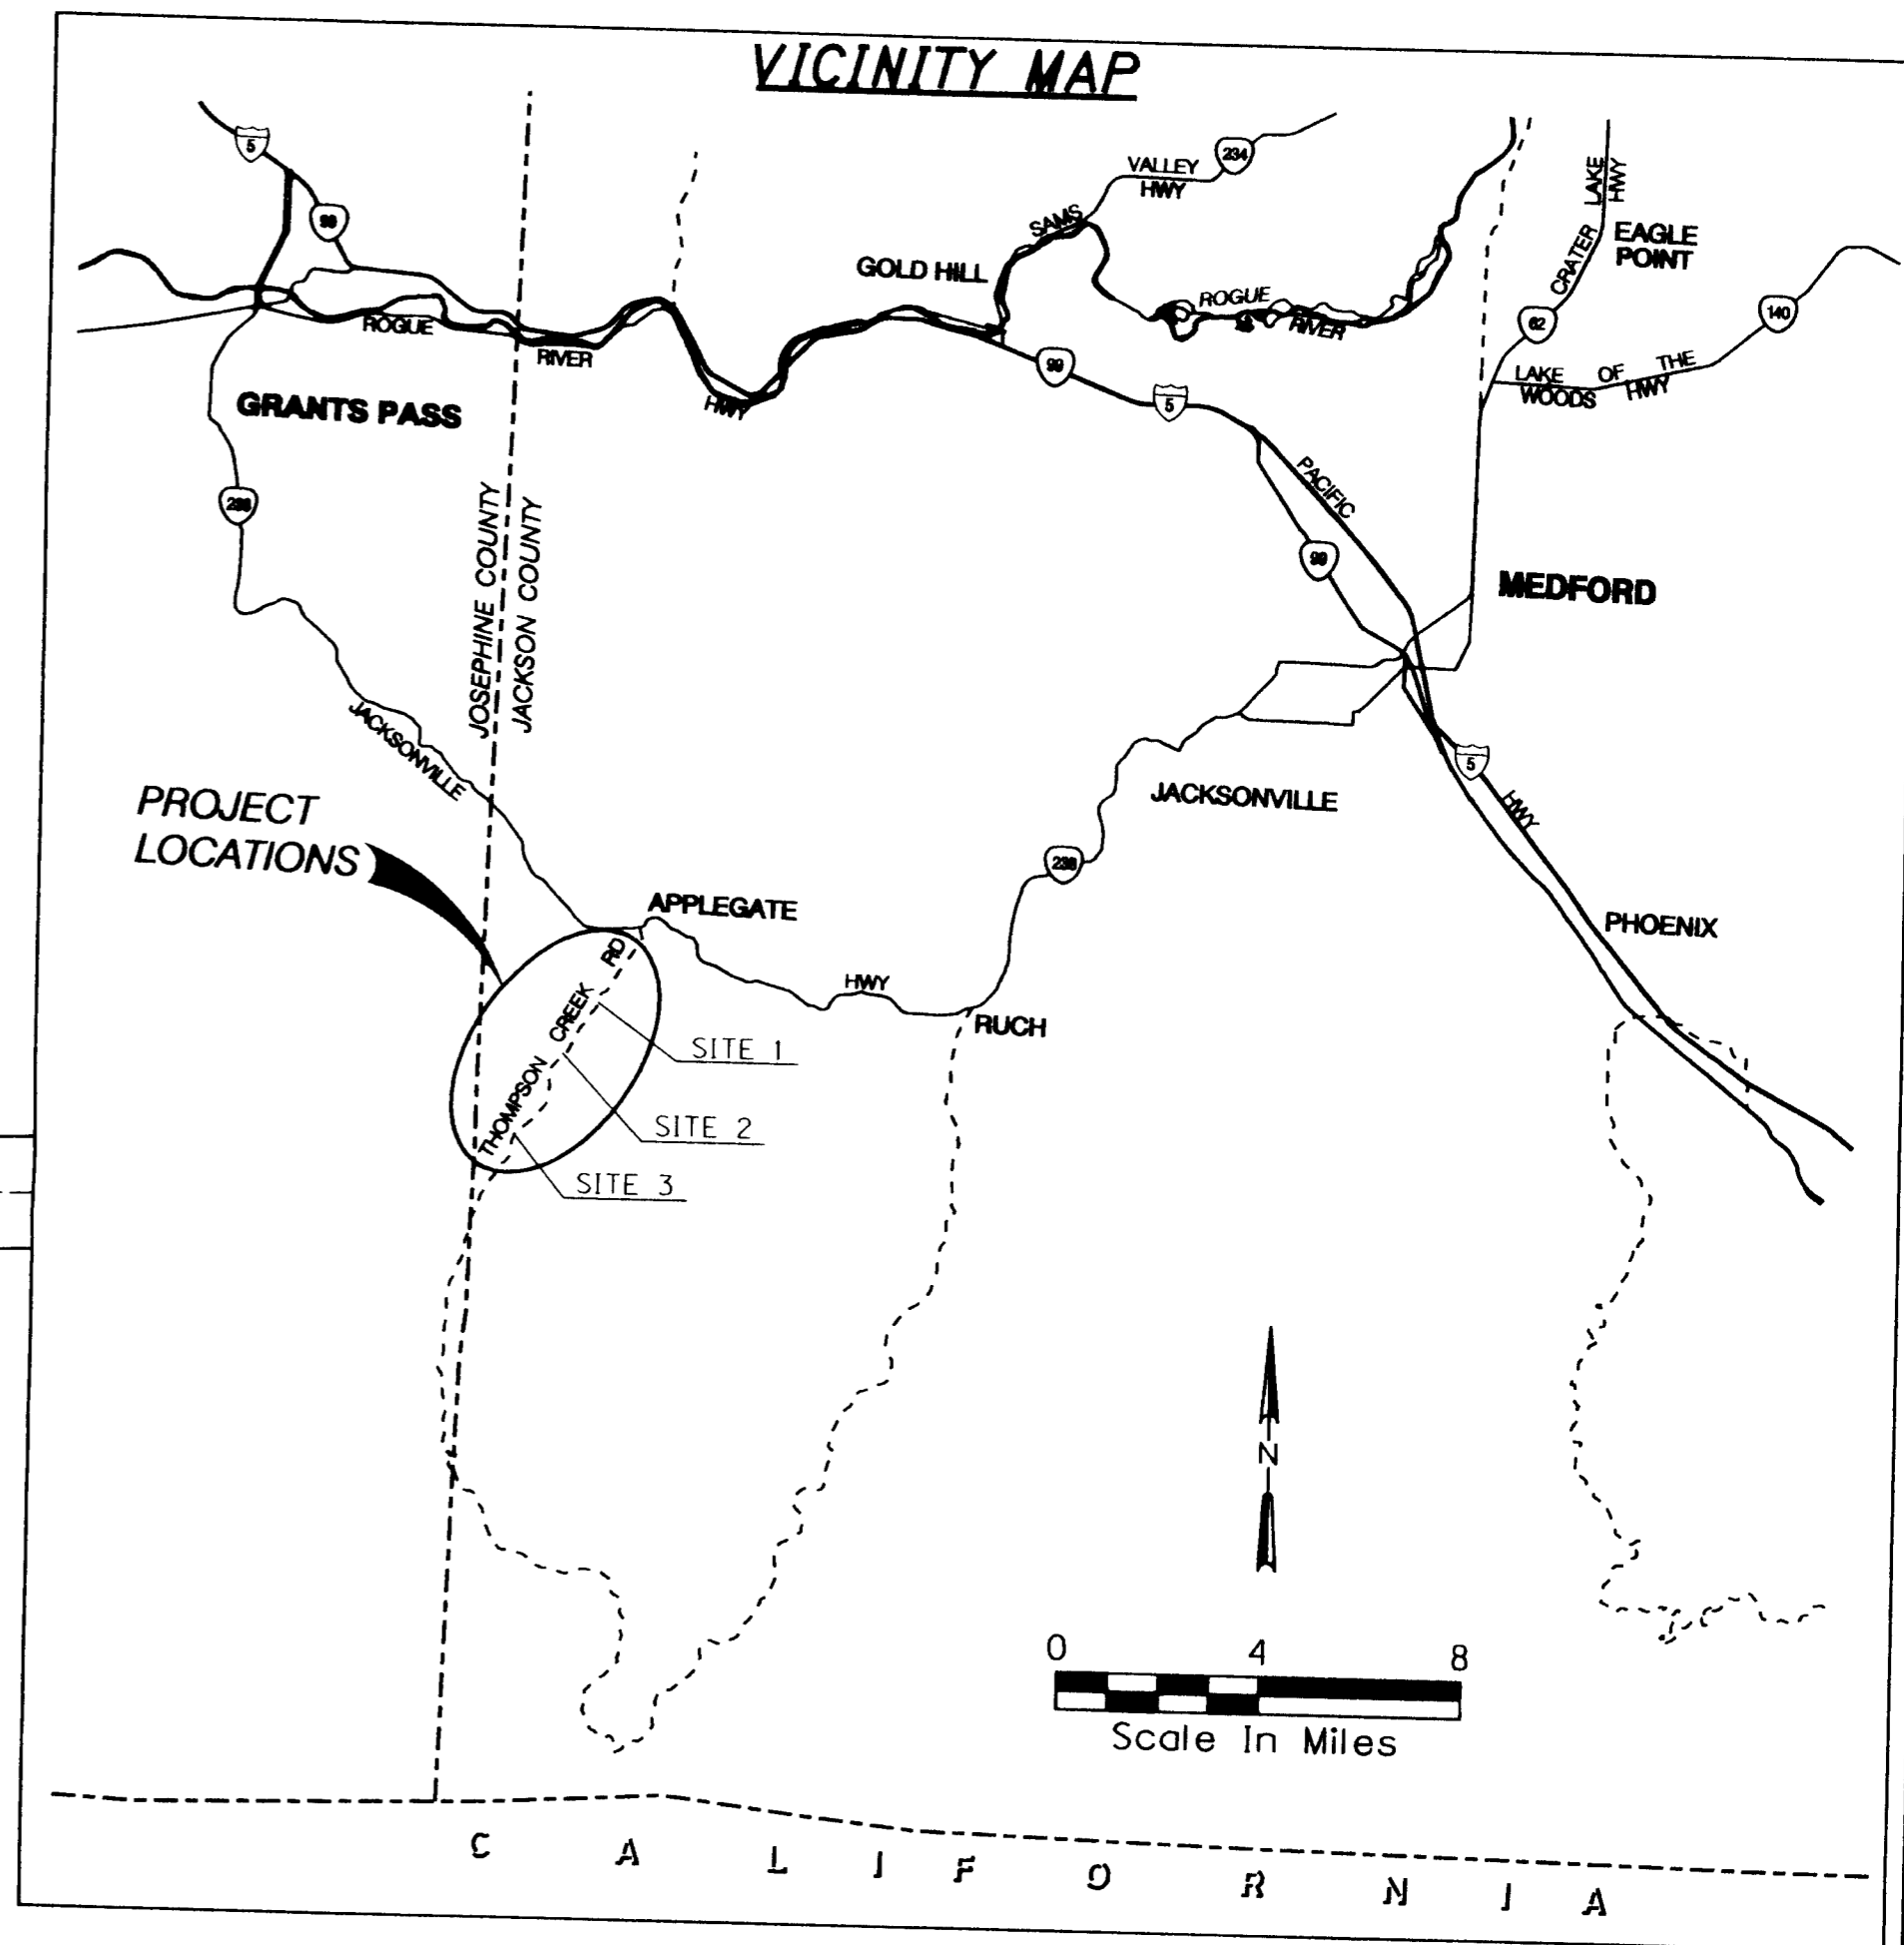 VICINITY MAP
5
99
234
VALLEY
HWY
SAMS
CRATER LAKE
HWY
EAGLE
POINT
GOLD HILL
ROGUE
RIVER
62
140
LAKE OF THE
WOODS HWY
ROGUE
RIVER
HWY
99
5
GRANTS PASS
238
PACIFIC
99
MEDFORD
JOSEPHINE COUNTY
JACKSON COUNTY
JACKSONVILLE
5
HWY
JACKSONVILLE
PROJECT
LOCATIONS
238
APPLEGATE
PHOENIX
HWY
RUCH
THOMPSON CREEK RD
SITE 1
SITE 2
SITE 3
N
0 4 8
Scale In Miles
CALIFORNIA